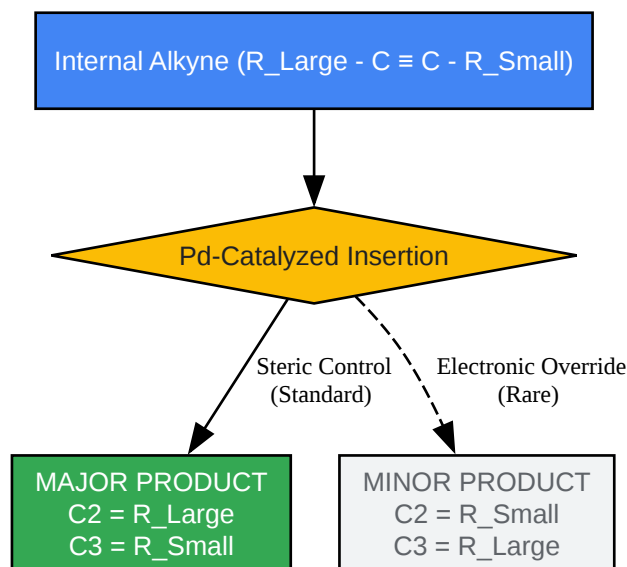 Internal Alkyne (R_Large - C ≡ C - R_Small)
Pd-Catalyzed Insertion
Steric Control
(Standard)
Electronic Override
(Rare)
MAJOR PRODUCT
C2 = R_Large
C3 = R_Small
MINOR PRODUCT
C2 = R_Small
C3 = R_Large